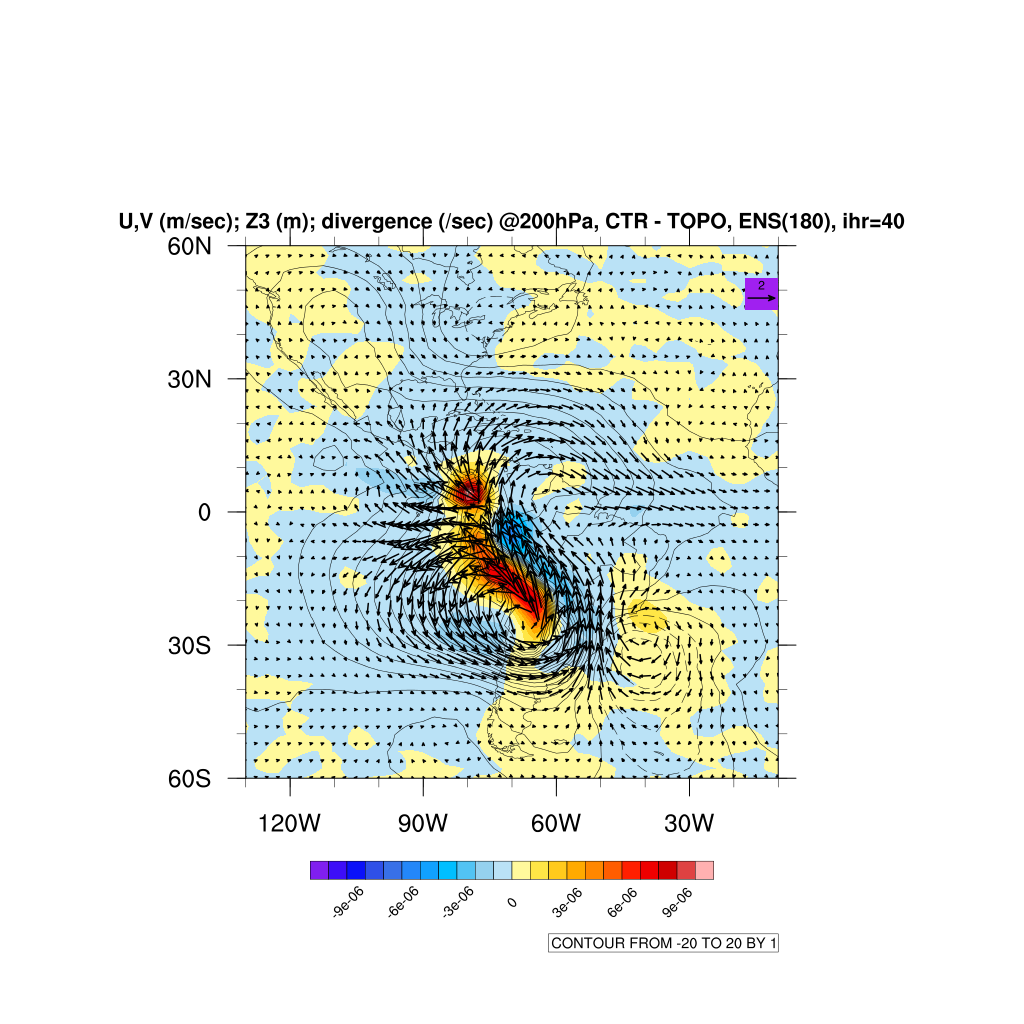 U,V (m/sec); Z3 (m); divergence (/sec) @200hPa, CTR - TOPO, ENS(180), ihr=40
60N
2
30N
0
30S
60S
120W 90W 60W 30W
-9e-06 -6e-06 -3e-06 0 3e-06 6e-06 9e-06
CONTOUR FROM -20 TO 20 BY 1